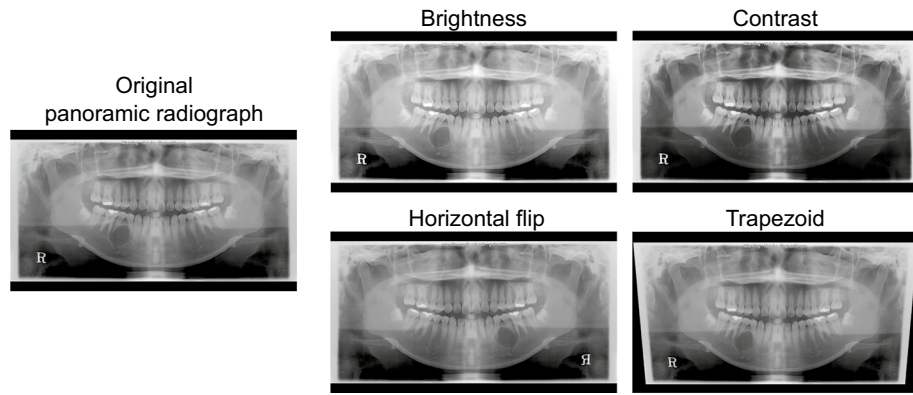 Brightness
Contrast
Original
panoramic radiograph
R
R
R
Horizontal flip
Trapezoid
R
R